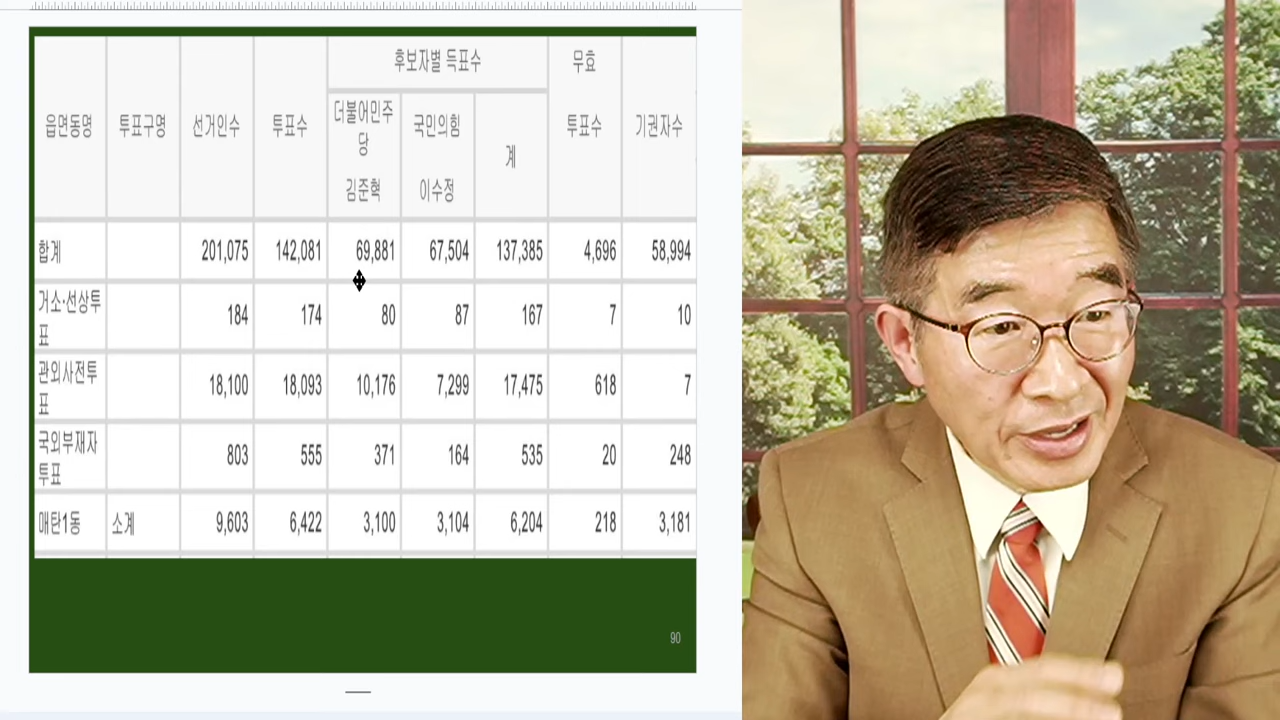 읍면동명 투표구명 선거인수 투표수 후보자별 득표수 무효 투표수 기권자수
더불어민주당 김준혁 국민의힘 이수정 계
합계 201,075 142,081 69,881 67,504 137,385 4,696 58,994
거소·선상투표 184 174 80 87 167 7 10
관외사전투표 18,100 18,093 10,176 7,299 17,475 618 7
국외부재자투표 803 555 371 164 535 20 248
매탄1동 소계 9,603 6,422 3,100 3,104 6,204 218 3,181
90